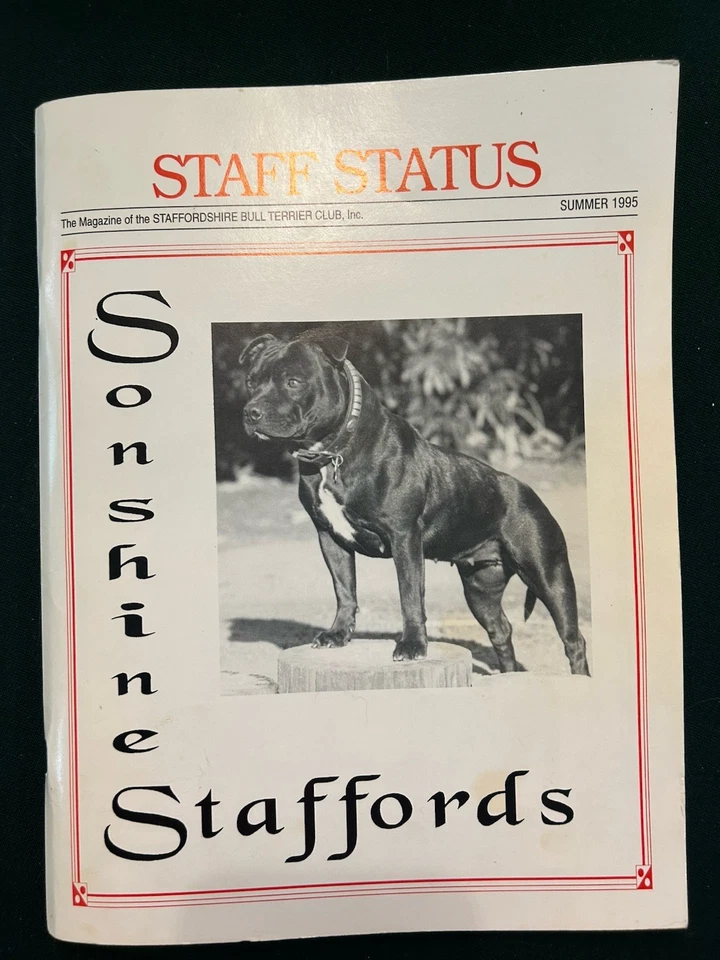 STAFF STATUS
The Magazine of the STAFFORDSHIRE BULL TERRIER CLUB, Inc.
SUMMER 1995
Sonshine
Staffords